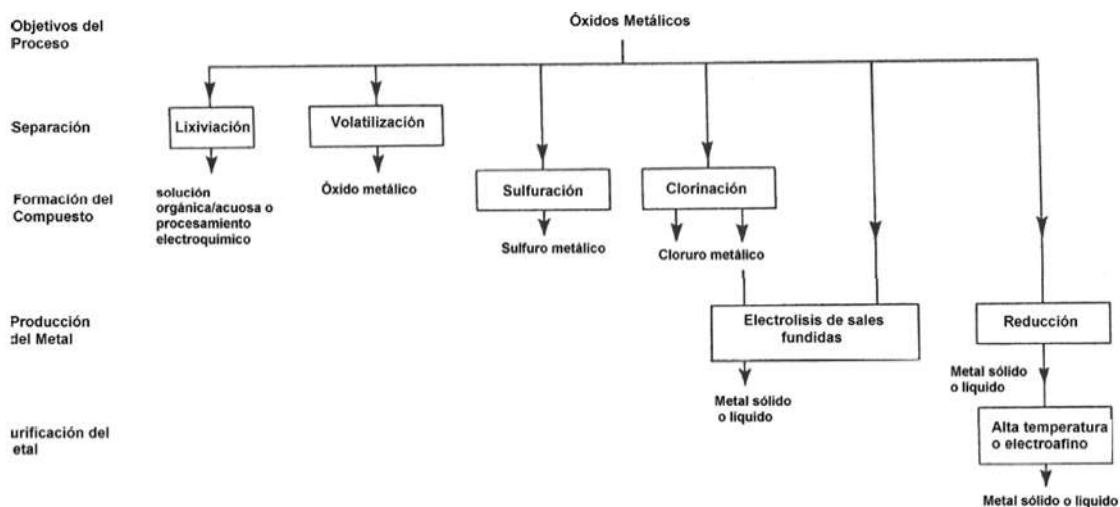 Objetivos del
Proceso
Óxidos Metálicos
Separación
Lixiviación
Volatilización
Formación del
Compuesto
solución
orgánica/acuosa o
procesamiento
electroquímico
Óxido metálico
Sulfuración
Clorinación
Sulfuro metálico
Cloruro metálico
Producción
del Metal
Electrolisis de sales
fundidas
Reducción
Metal sólido
o líquido
Metal sólido
o líquido
urificación del
etal
Alta temperatura
o electroafino
Metal sólido o líquido